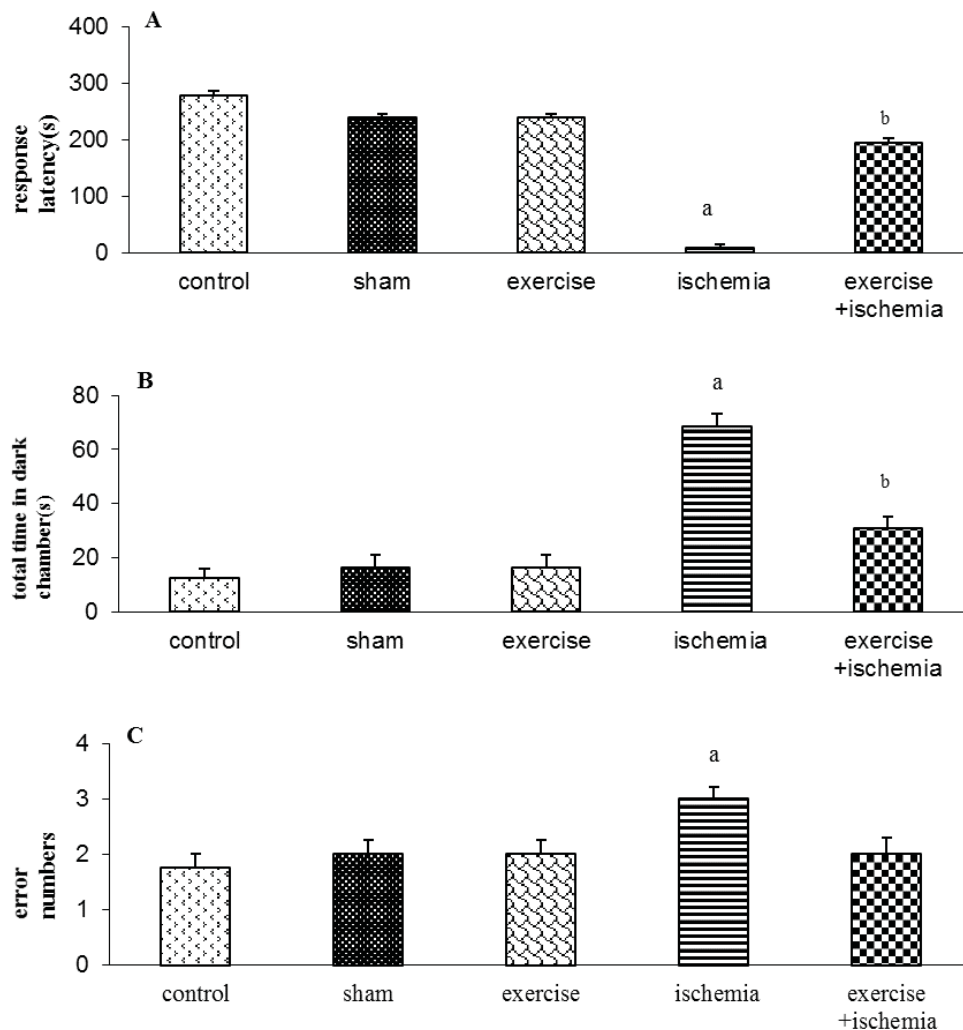 A
response
latency(s)
400
300
200
100
0
a
b
control sham exercise ischemia exercise
+ischemia
B
total time in dark
chamber(s)
80
60
40
20
0
a
b
control sham exercise ischemia exercise
+ischemia
C
error
numbers
4
3
2
1
0
a
control sham exercise ischemia exercise
+ischemia